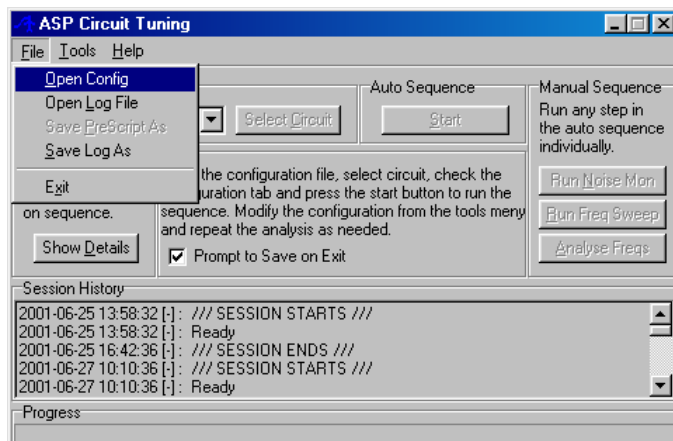 ASP Circuit Tuning
File Tools Help
Open Config
Open Log File
Save PreScript As
Save Log As
Exit
Select Circuit
Auto Sequence
Start
Manual Sequence
Run any step in
the auto sequence
individually.
Run Noise Mon
Run Freq Sweep
Analyse Freqs
on sequence.
Show Details
the configuration file, select circuit, check the
guration tab and press the start button to run the
sequence. Modify the configuration from the tools meny
and repeat the analysis as needed.
Prompt to Save on Exit
Session History
2001-06-25 13:58:32 [-] : /// SESSION STARTS ///
2001-06-25 13:58:32 [-] : Ready
2001-06-25 16:42:36 [-] : /// SESSION ENDS ///
2001-06-27 10:10:36 [-] : /// SESSION STARTS ///
2001-06-27 10:10:36 [-] : Ready
Progress